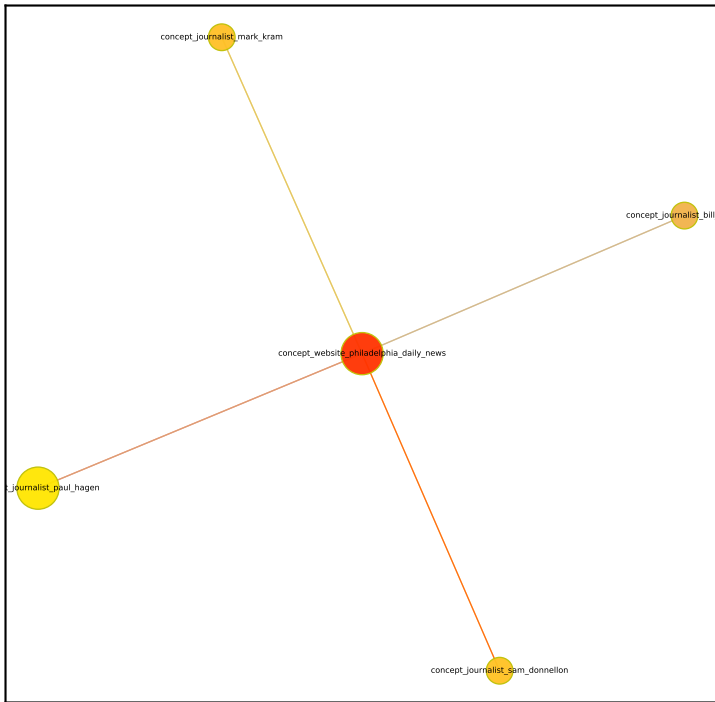 concept_journalist_mark_kram
concept_journalist_bill
concept_website_philadelphia_daily_news
t_journalist_paul_hagen
concept_journalist_sam_donnellon